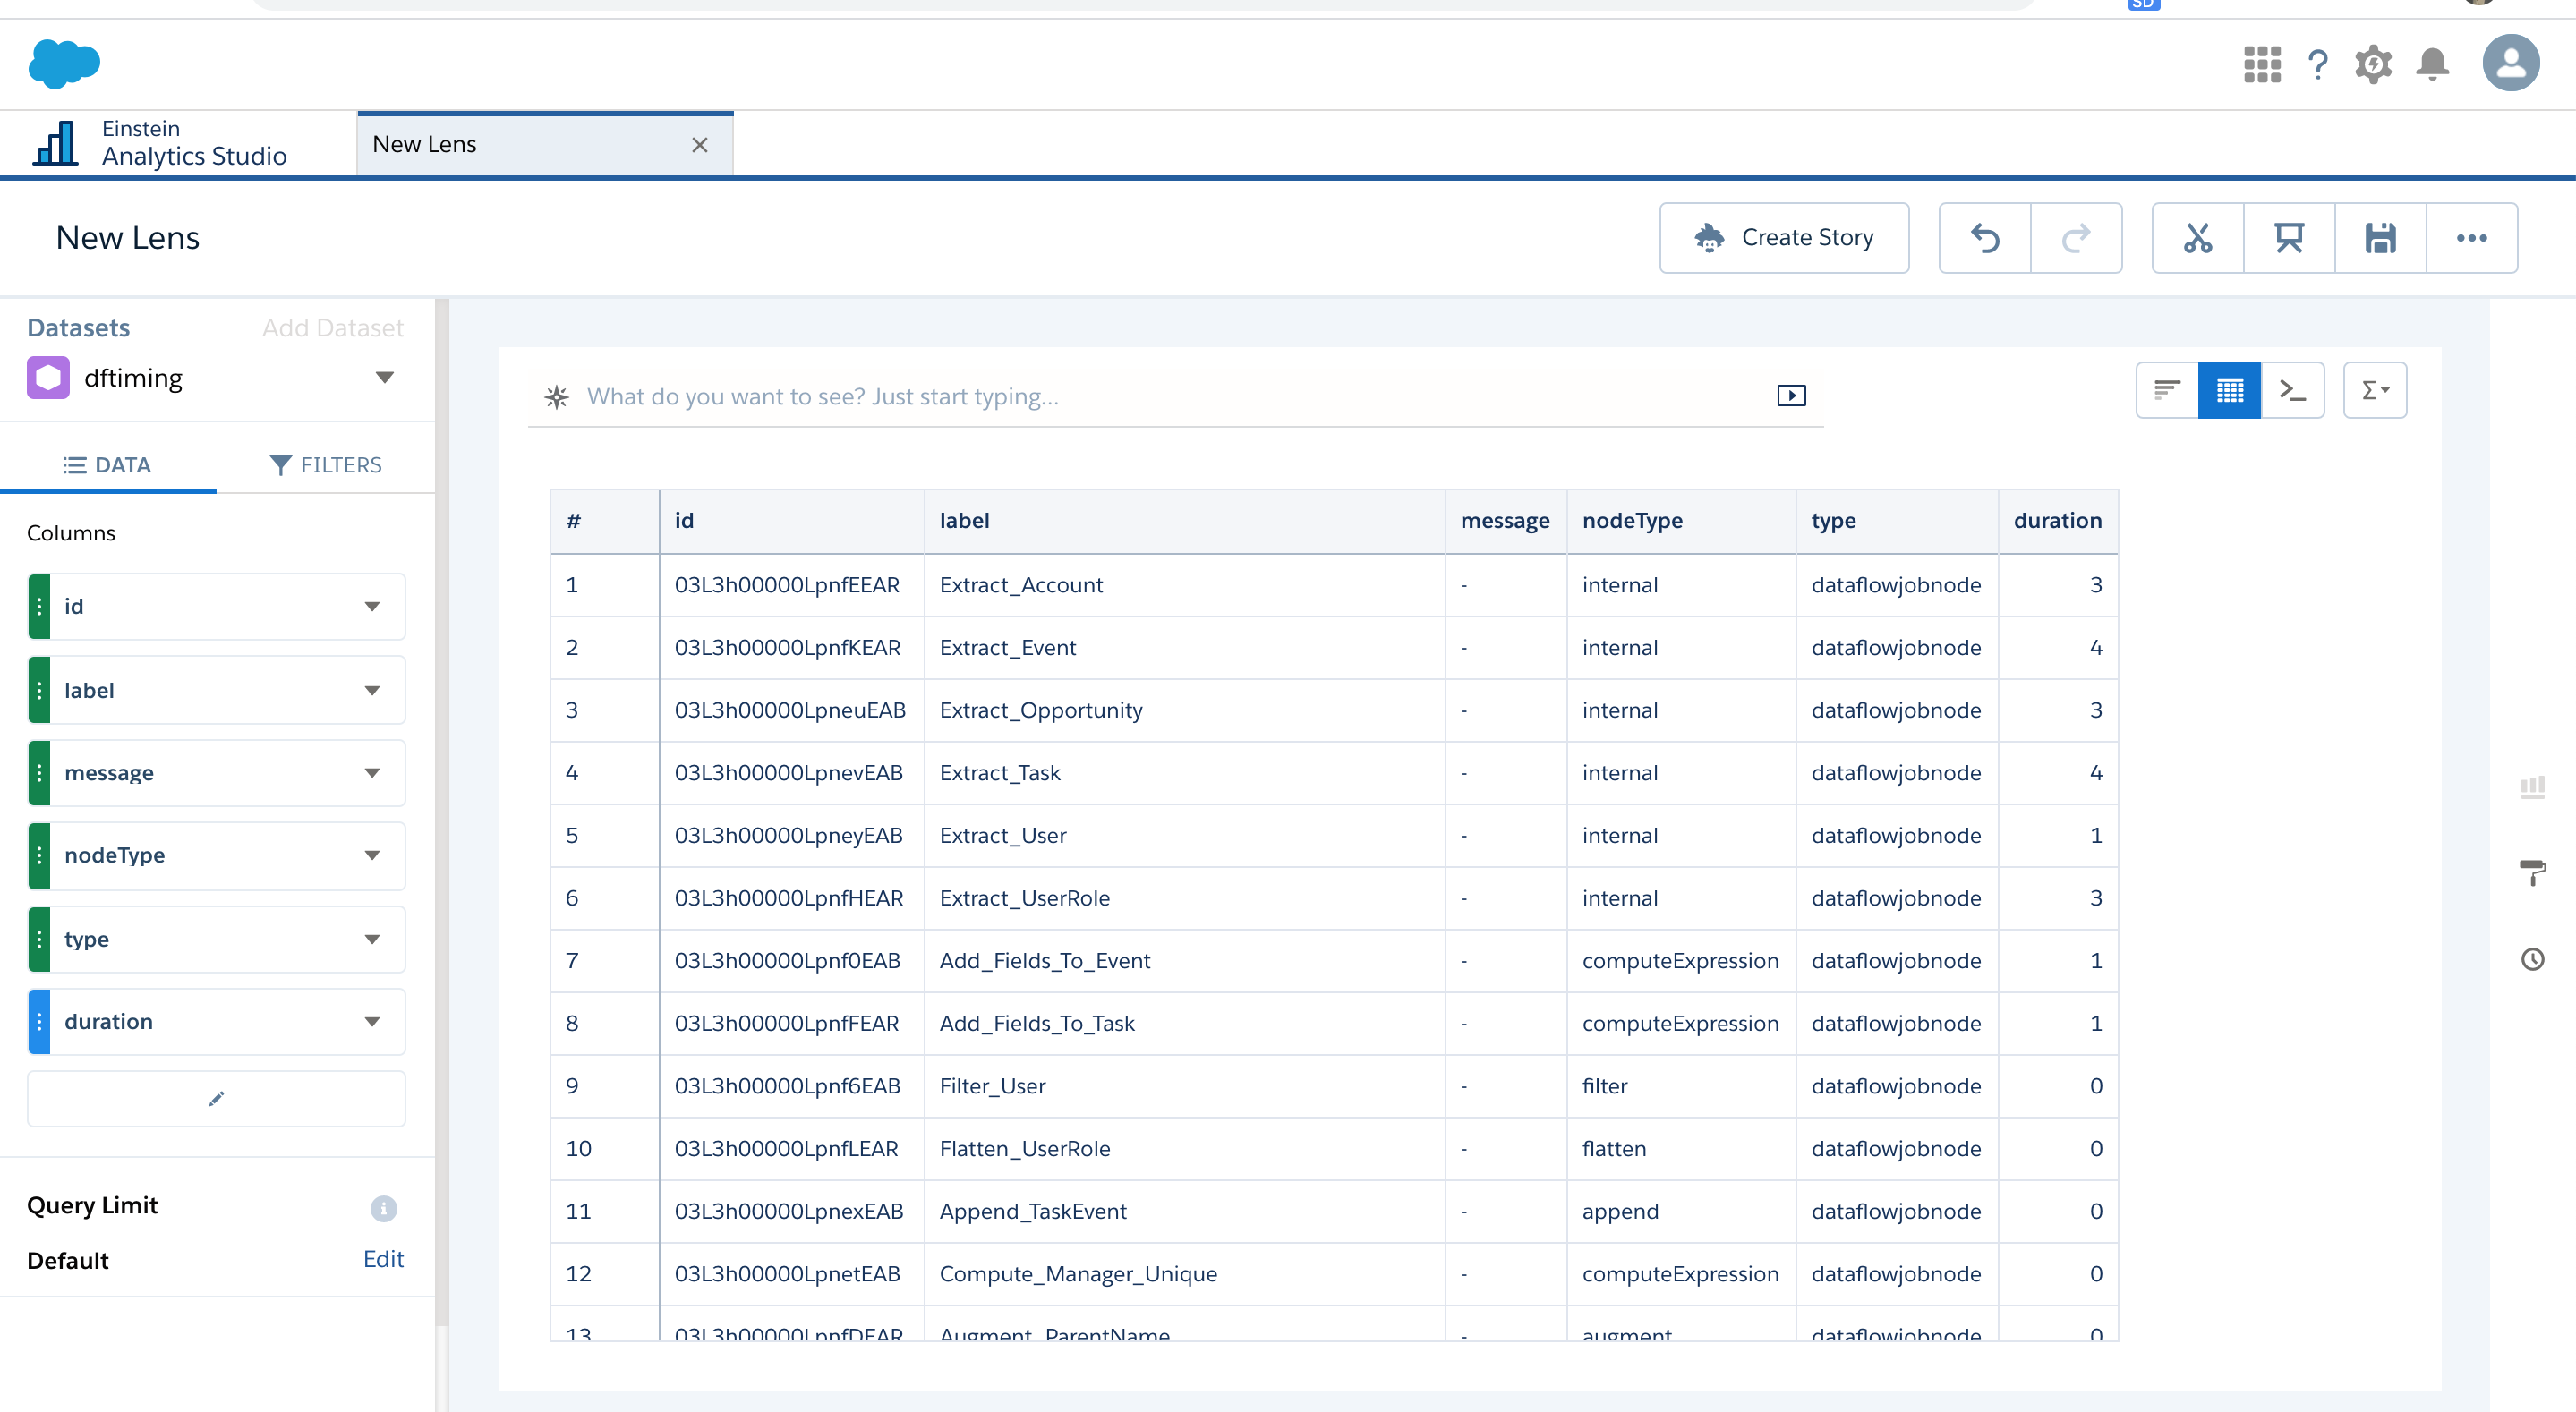 SD
Einstein
Analytics Studio
New Lens
New Lens
Create Story
Datasets
Add Dataset
dftiming
DATA
FILTERS
Columns
id
label
message
nodeType
type
duration
Query Limit
Default
Edit
What do you want to see? Just start typing...
# id label message nodeType type duration
1 03L3h00000LpnfEEAR Extract_Account - internal dataflowjobnode 3
2 03L3h00000LpnfKEAR Extract_Event - internal dataflowjobnode 4
3 03L3h00000LpneuEAB Extract_Opportunity - internal dataflowjobnode 3
4 03L3h00000LpnevEAB Extract_Task - internal dataflowjobnode 4
5 03L3h00000LpneyEAB Extract_User - internal dataflowjobnode 1
6 03L3h00000LpnfHEAR Extract_UserRole - internal dataflowjobnode 3
7 03L3h00000Lpnf0EAB Add_Fields_To_Event - computeExpression dataflowjobnode 1
8 03L3h00000LpnfFEAR Add_Fields_To_Task - computeExpression dataflowjobnode 1
9 03L3h00000Lpnf6EAB Filter_User - filter dataflowjobnode 0
10 03L3h00000LpnfLEAR Flatten_UserRole - flatten dataflowjobnode 0
11 03L3h00000LpnexEAB Append_TaskEvent - append dataflowjobnode 0
12 03L3h00000LpnetEAB Compute_Manager_Unique - computeExpression dataflowjobnode 0
13 03L3h00000LpnfDEAR Augment_ParentName - augment dataflowjobnode 0